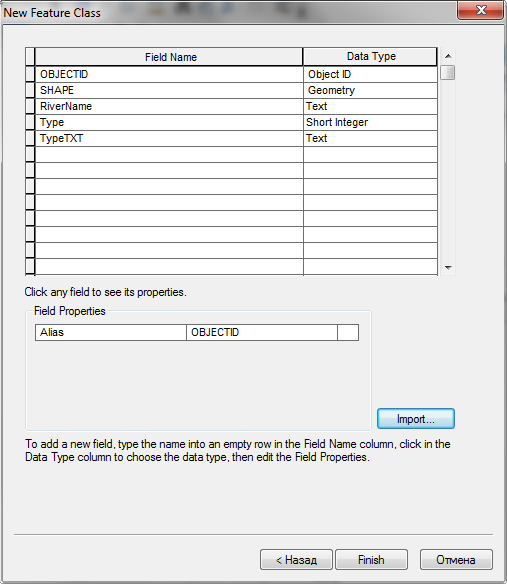 New Feature Class
Field Name Data Type
OBJECTID Object ID
SHAPE Geometry
RiverName Text
Type Short Integer
TypeTXT Text
Click any field to see its properties.
Field Properties
Alias OBJECTID
Import...
To add a new field, type the name into an empty row in the Field Name column, click in the
Data Type column to choose the data type, then edit the Field Properties.
< Назад Finish Отмена